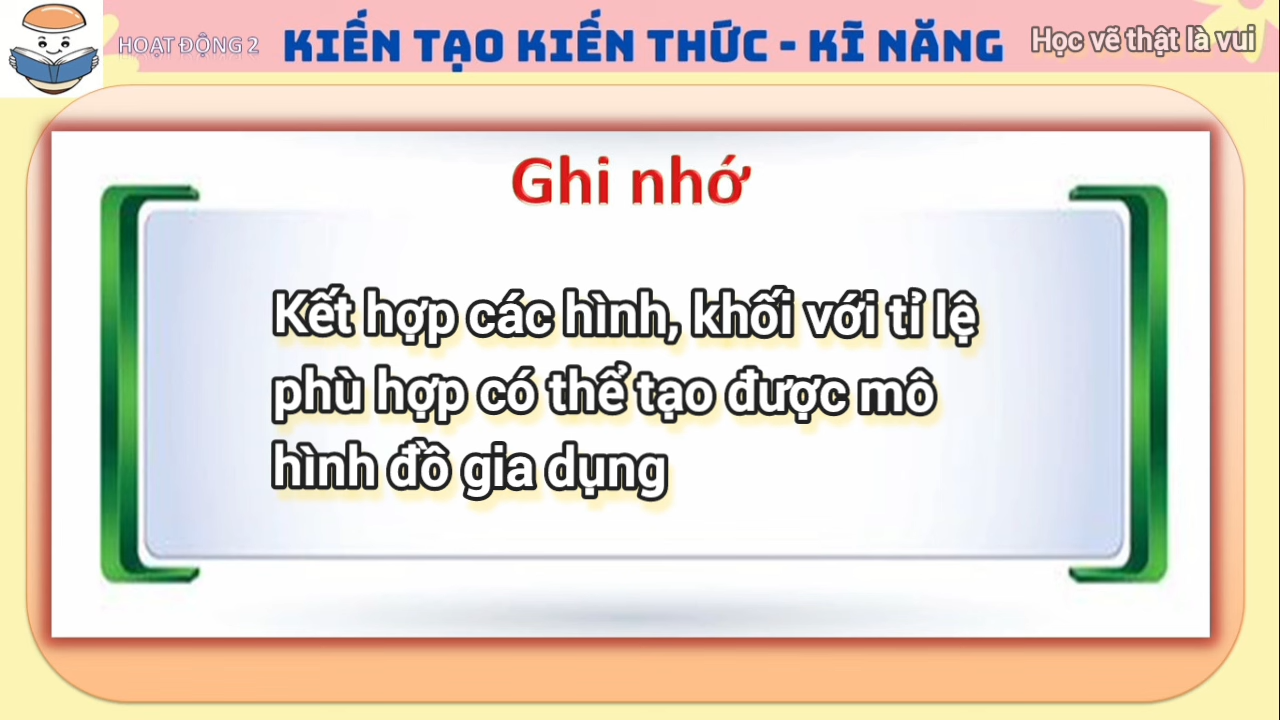 HOẠT ĐỘNG 2
KIẾN TẠO KIẾN THỨC - KĨ NĂNG
Học vẽ thật là vui
Ghi nhớ
Kết hợp các hình, khối với tỉ lệ
phù hợp có thể tạo được mô
hình đồ gia dụng